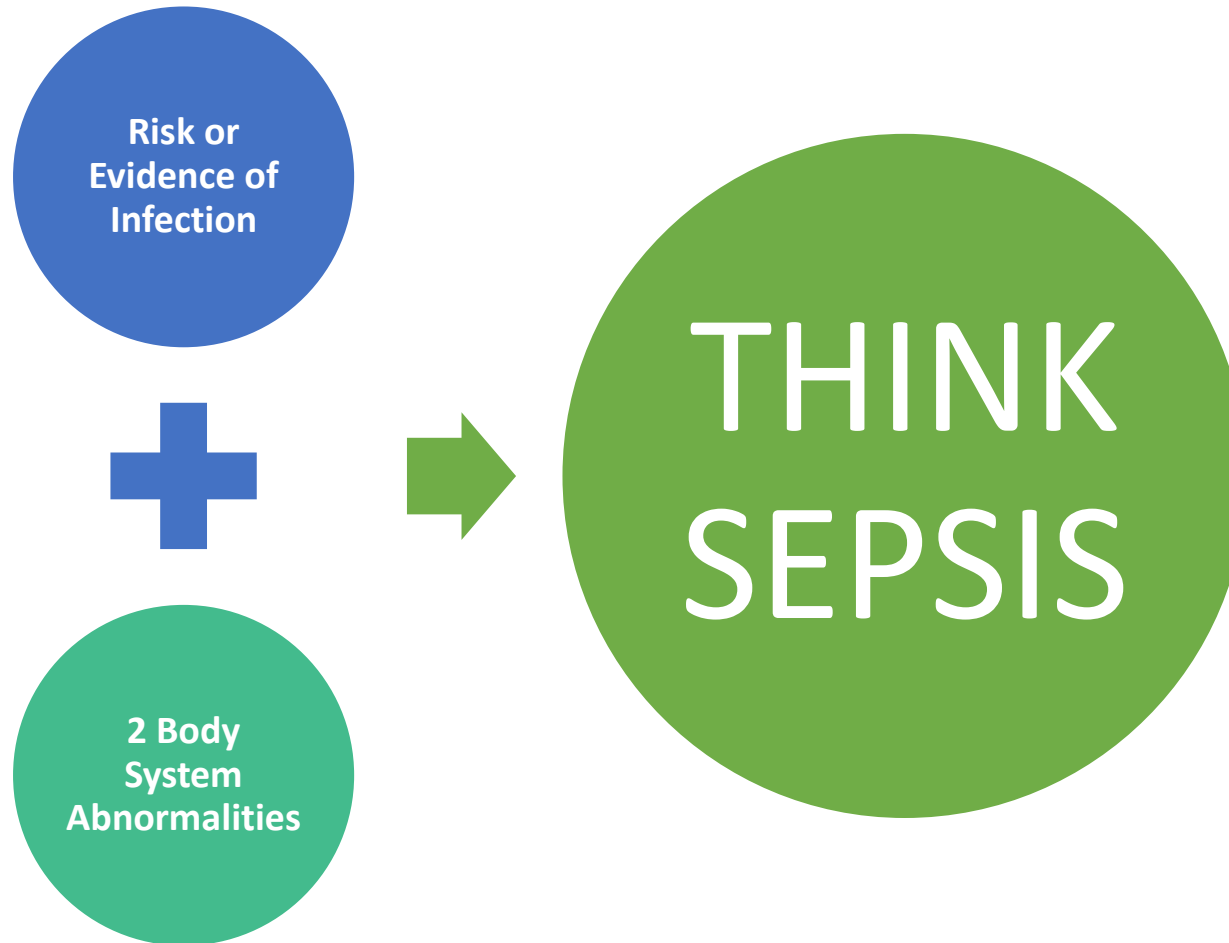 Risk or
Evidence of
Infection
2 Body
System
Abnormalities
THINK
SEPSIS